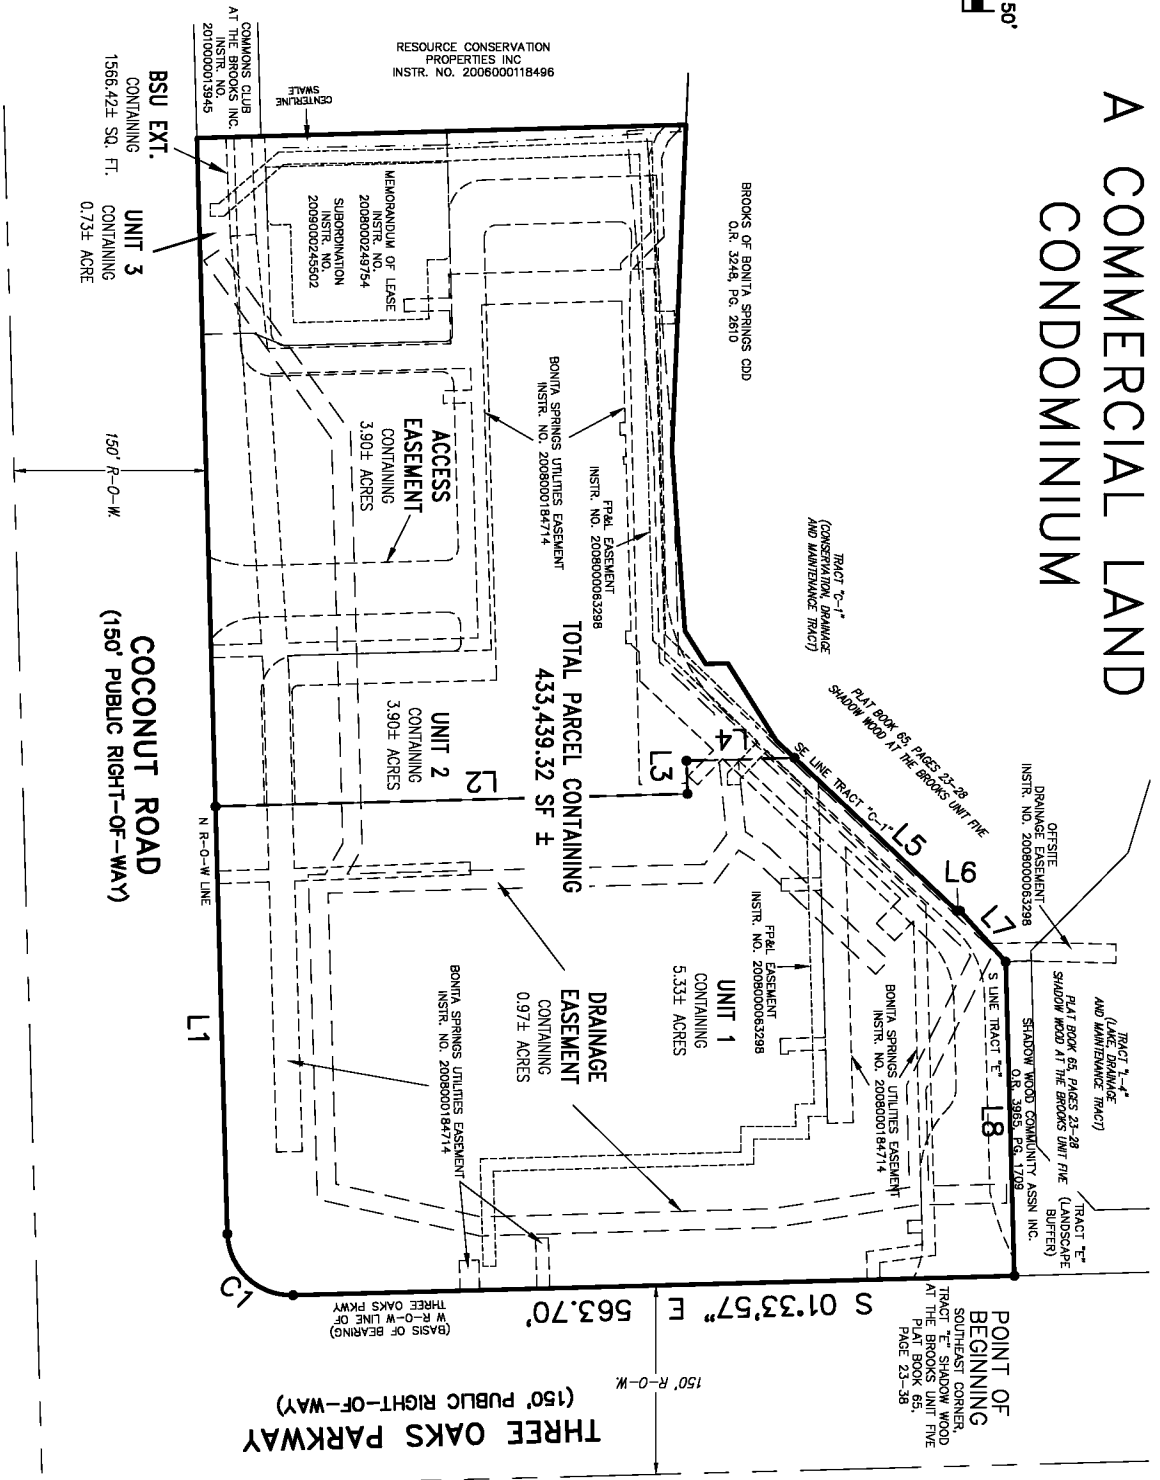 50'
A COMMERCIAL LAND
CONDOMINIUM
RESOURCE CONSERVATION
PROPERTIES INC
INSTR. NO. 2006000118496
COMMONS CLUB
AT THE BROOKS INC.
INSTR. NO.
2010000013945
CENTERLINE
SWALE
BSU EXT.
CONTAINING
1566.42± SQ. FT.
UNIT 3
CONTAINING
0.73± ACRE
MEMORANDUM OF LEASE
INSTR. NO.
2008000249754
SUBORDINATION
INSTR. NO.
2009000245502
BROOKS OF BONITA SPRINGS CDD
O.R. 3248, PG. 2610
BONITA SPRINGS UTILITIES EASEMENT
INSTR. NO. 2008000184714
FP&L EASEMENT
INSTR. NO. 2008000063298
ACCESS
EASEMENT
CONTAINING
3.90± ACRES
150' R-O-W.
TRACT "C-1"
(CONSERVATION, DRAINAGE
AND MAINTENANCE TRACT)
PLAT BOOK 65, PAGES 23-28
SHADOW WOOD AT THE BROOKS UNIT FIVE
TOTAL PARCEL CONTAINING
433,439.32 SF ±
COCONUT ROAD
(150' PUBLIC RIGHT-OF-WAY)
UNIT 2
CONTAINING
3.90± ACRES
L2
L3
L4
SE LINE TRACT "C-1"
L5
L6
L7
OFFSITE
DRAINAGE EASEMENT
INSTR. NO. 2008000063298
N R-O-W LINE
L1
FP&L EASEMENT
INSTR. NO. 2008000063298
UNIT 1
CONTAINING
5.33± ACRES
DRAINAGE
EASEMENT
CONTAINING
0.97± ACRES
BONITA SPRINGS UTILITIES EASEMENT
INSTR. NO. 2008000184714
BONITA SPRINGS UTILITIES EASEMENT
INSTR. NO. 2008000184714
S LINE TRACT "E"
L8
SHADOW WOOD COMMUNITY ASSN INC.
O.R. 3965, PG. 1709
TRACT "L-4"
(LAKE, DRAINAGE
AND MAINTENANCE TRACT)
PLAT BOOK 65, PAGES 23-28
SHADOW WOOD AT THE BROOKS UNIT FIVE
TRACT "E"
(LANDSCAPE
BUFFER)
C1
S 01°33'57" E 563.70'
(BASIS OF BEARING)
W R-O-W LINE OF
THREE OAKS PKWY
POINT OF
BEGINNING
SOUTHEAST CORNER,
TRACT "E" SHADOW WOOD
AT THE BROOKS UNIT FIVE
PLAT BOOK 65,
PAGE 23-38
150' R-O-W.
THREE OAKS PARKWAY
(150' PUBLIC RIGHT-OF-WAY)